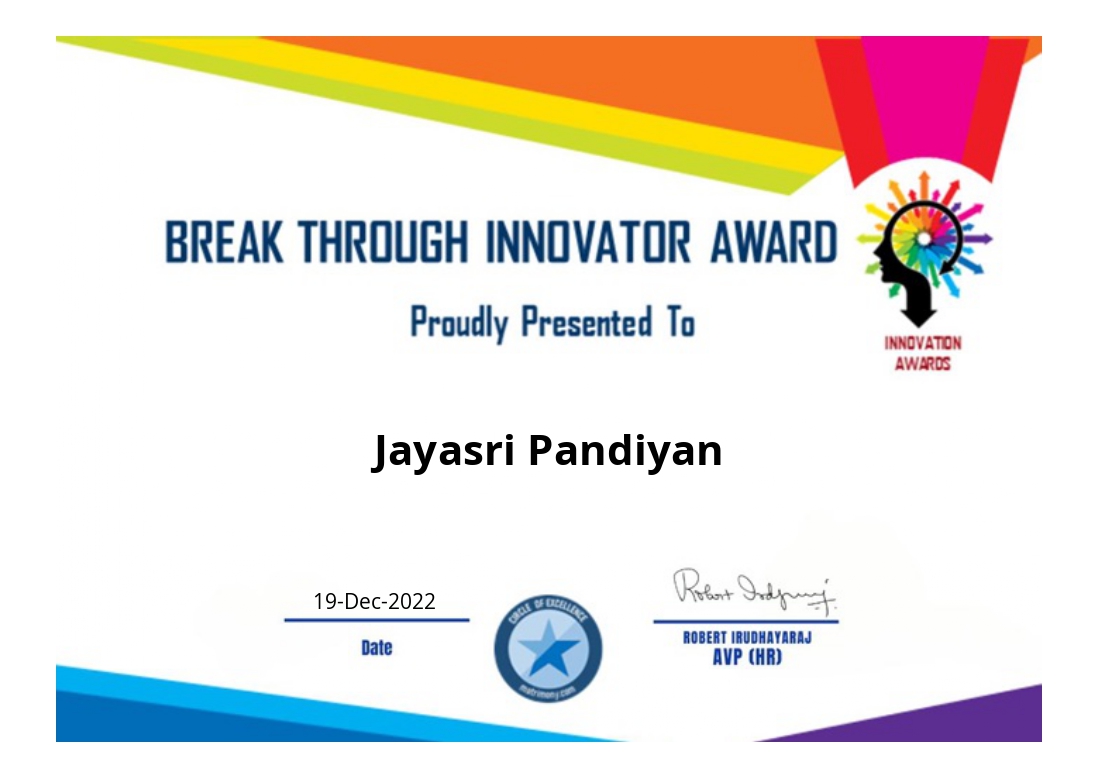 BREAK THROUGH INNOVATOR AWARD
Proudly Presented To
INNOVATION
AWARDS
Jayasri Pandiyan
19-Dec-2022
Date
CIRCLE OF EXCELLENCE
matrimony.com
Robert Irudhayaraj
ROBERT IRUDHAYARAJ
AVP (HR)